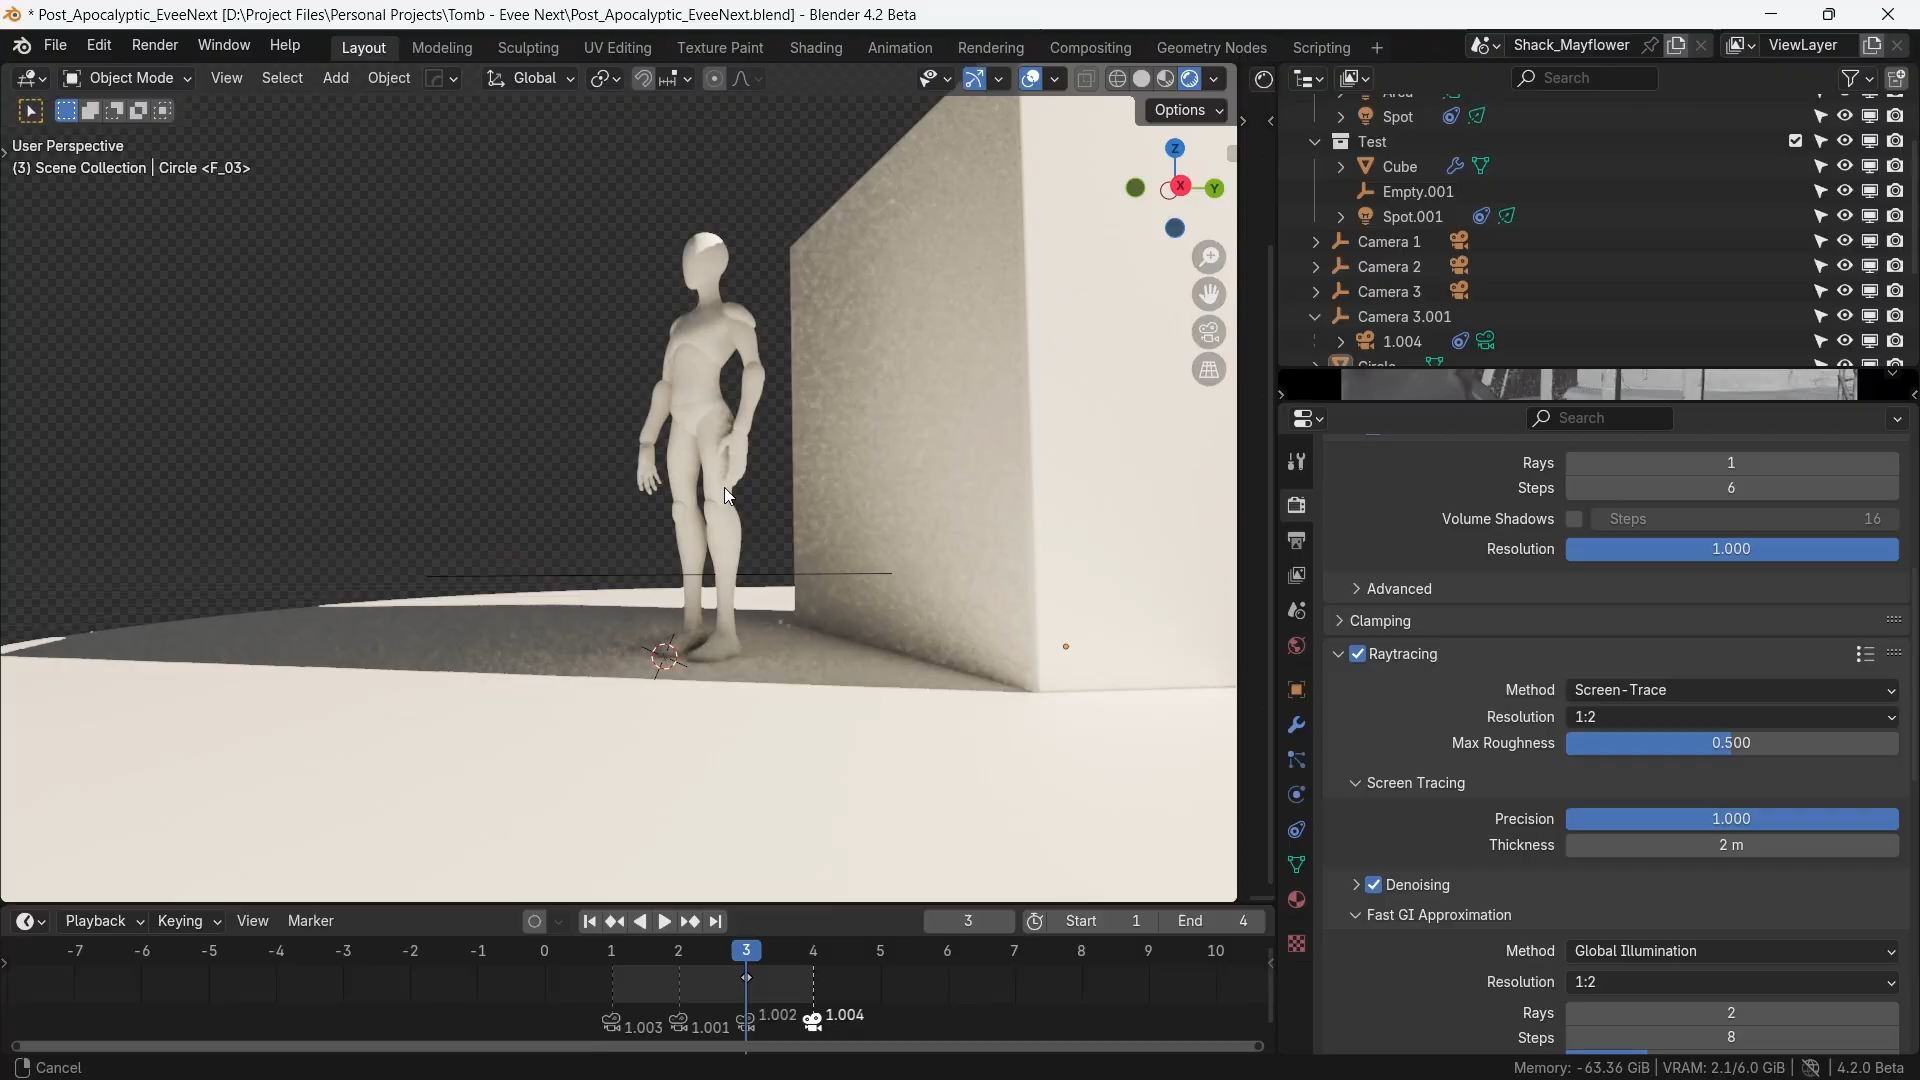 * Post_Apocalyptic_EveeNext [D:\Project Files\Personal Projects\Tomb - Evee Next\Post_Apocalyptic_EveeNext.blend] - Blender 4.2 Beta
File Edit Render Window Help
Layout Modeling Sculpting UV Editing Texture Paint Shading Animation Rendering Compositing Geometry Nodes Scripting +
Shack_Mayflower
ViewLayer
Object Mode View Select Add Object Global
Options
User Perspective
(3) Scene Collection | Circle <F_03>
Z
X
Y
Search
Area
Spot
Test
Cube
Empty.001
Spot.001
Camera 1
Camera 2
Camera 3
Camera 3.001
1.004
Circle
Search
Rays 1
Steps 6
Volume Shadows Steps 16
Resolution 1.000
Advanced
Clamping
Raytracing
Method Screen-Trace
Resolution 1:2
Max Roughness 0.500
Screen Tracing
Precision 1.000
Thickness 2 m
Denoising
Fast GI Approximation
Method Global Illumination
Resolution 1:2
Rays 2
Steps 8
Playback Keying View Marker
3 Start 1 End 4
-7 -6 -5 -4 -3 -2 -1 0 1 2 3 4 5 6 7 8 9 10
1.003 1.001 1.002 1.004
Cancel
Memory: -63.36 GiB | VRAM: 2.1/6.0 GiB | 4.2.0 Beta